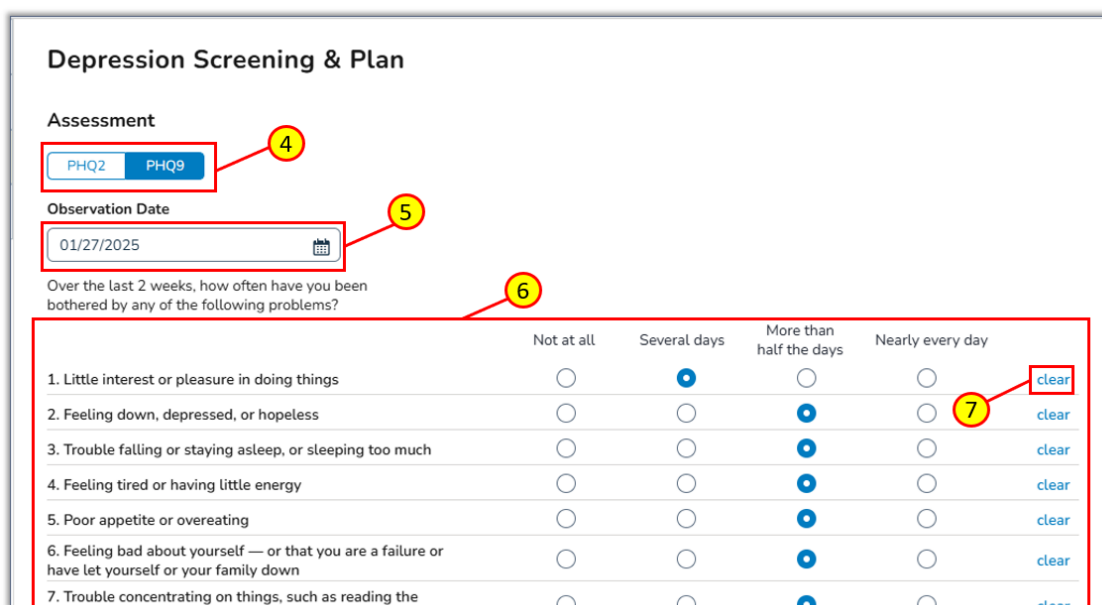 Depression Screening & Plan
Assessment
4
PHQ2 PHQ9
Observation Date
5
01/27/2025
Over the last 2 weeks, how often have you been
bothered by any of the following problems?
6
Not at all Several days More than
half the days Nearly every day
1. Little interest or pleasure in doing things clear
7
2. Feeling down, depressed, or hopeless clear
3. Trouble falling or staying asleep, or sleeping too much clear
4. Feeling tired or having little energy clear
5. Poor appetite or overeating clear
6. Feeling bad about yourself — or that you are a failure or
have let yourself or your family down clear
7. Trouble concentrating on things, such as reading the
clear